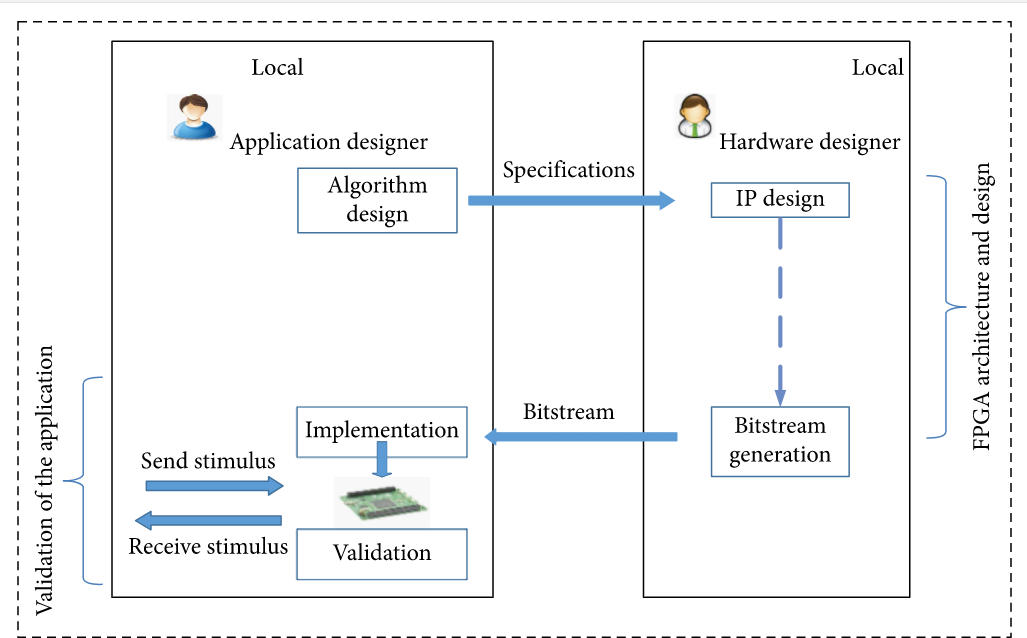 Local
Application designer
Algorithm
design
Specifications
Local
Hardware designer
IP design
FPGA architecture and design
Bitstream
Bitstream
generation
Validation of the application
Implementation
Send stimulus
Receive stimulus
Validation